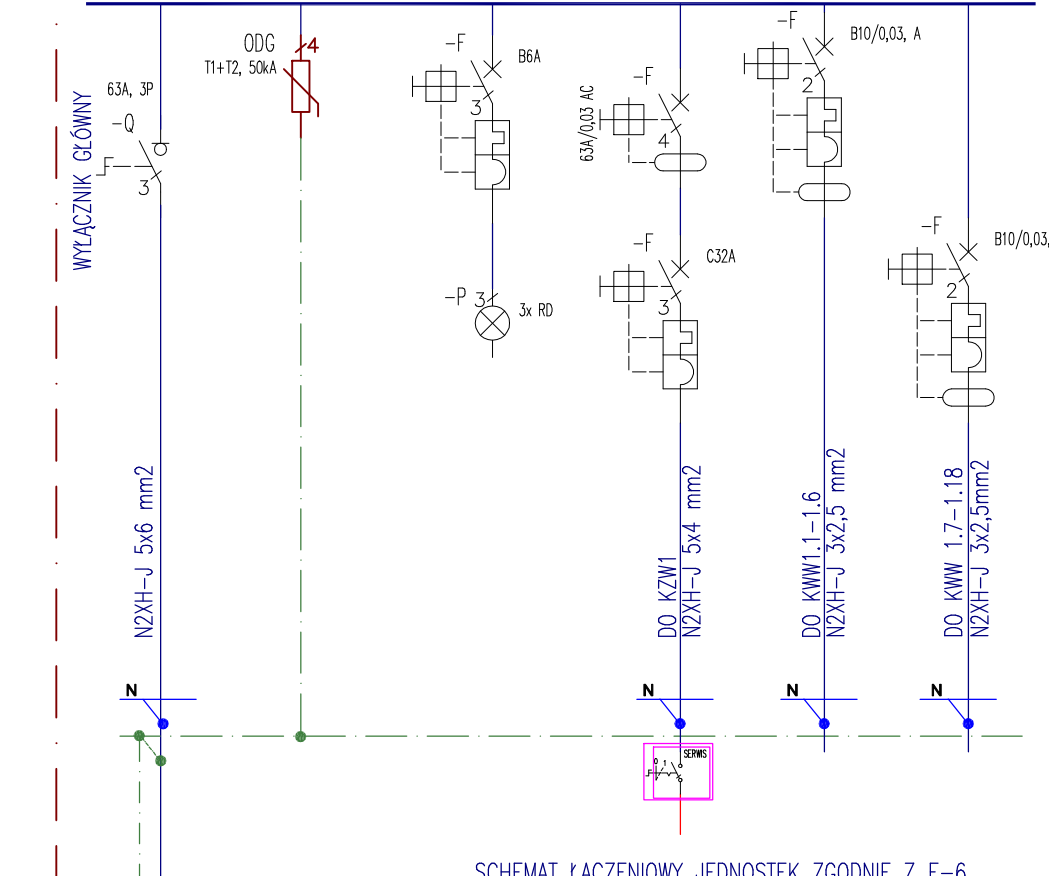 WYŁĄCZNIK GŁÓWNY
63A, 3P
-Q
3
N2XH-J 5x6 mm2
N
ODG
4
T1+T2, 50kA
-F
B6A
3
-P
3
3x RD
-F
63A/0,03 AC
4
-F
C32A
3
DO KZW1
N2XH-J 5x4 mm2
N
SERWIS
0 1
-F
B10/0,03, A
2
DO KWW1.1-1.6
N2XH-J 3x2,5 mm2
N
-F
B10/0,03,
2
DO KWW 1.7-1.18
N2XH-J 3x2,5mm2
N
SCHEMAT ŁĄCZENIOWY JEDNOSTEK ZGODNIE Z E-6